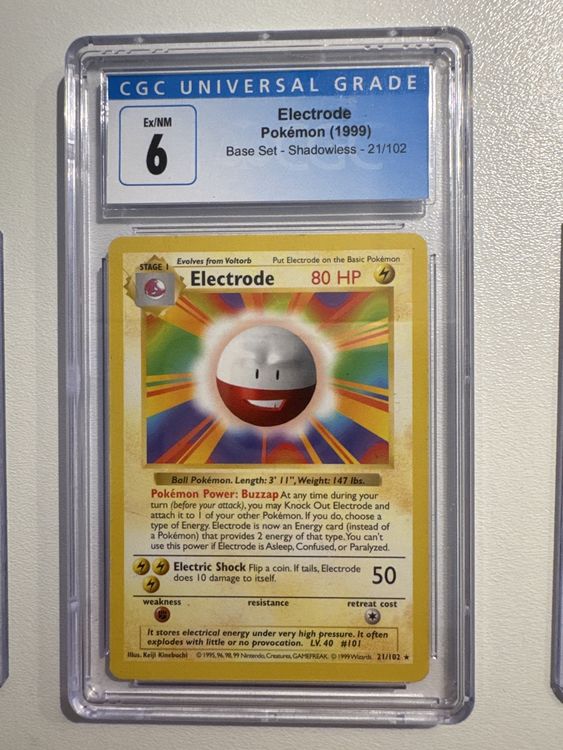 CGC UNIVERSAL GRADE
Ex/NM
6
Electrode
Pokémon (1999)
Base Set - Shadowless - 21/102
Evolves from Voltorb
Put Electrode on the Basic Pokémon
STAGE 1
Electrode
80 HP
Ball Pokémon. Length: 3' 11", Weight: 147 lbs.
Pokémon Power: Buzzap At any time during your
turn (before your attack), you may Knock Out Electrode and
attach it to 1 of your other Pokémon. If you do, choose a
type of Energy. Electrode is now an Energy card (instead of
a Pokémon) that provides 2 energy of that type. You can't
use this power if Electrode is Asleep, Confused, or Paralyzed.
Electric Shock Flip a coin. If tails, Electrode
does 10 damage to itself.
50
weakness
resistance
retreat cost
It stores electrical energy under very high pressure. It often
explodes with little or no provocation. LV. 40 #101
Illus. Keiji Kinebuchi
© 1995, 96, 98, 99 Nintendo, Creatures, GAMEFREAK. © 1999 Wizards.
21/102 ★